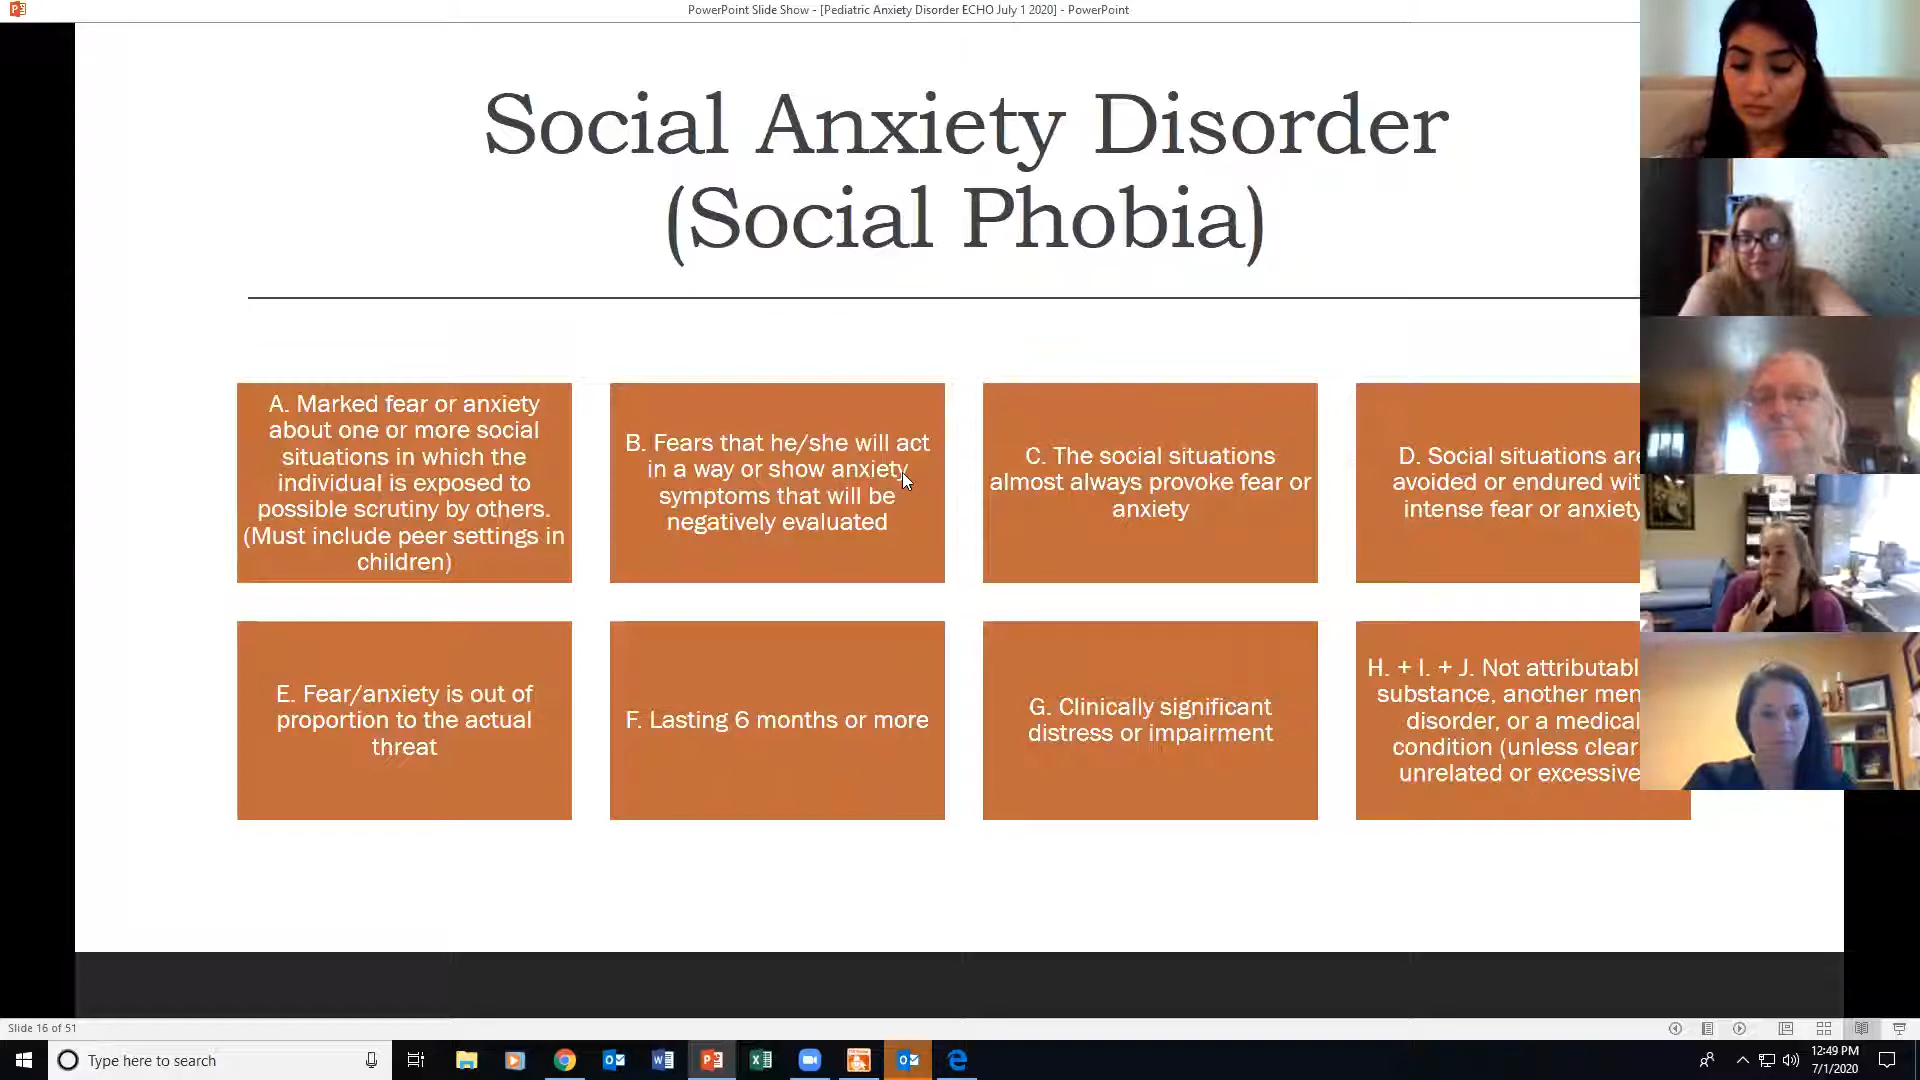 PowerPoint Slide Show - [Pediatric Anxiety Disorder ECHO July 1 2020] - PowerPoint
Social Anxiety Disorder
(Social Phobia)
A. Marked fear or anxiety
about one or more social
situations in which the
individual is exposed to
possible scrutiny by others.
(Must include peer settings in
children)
B. Fears that he/she will act
in a way or show anxiety
symptoms that will be
negatively evaluated
C. The social situations
almost always provoke fear or
anxiety
D. Social situations are
avoided or endured wit
intense fear or anxiety
E. Fear/anxiety is out of
proportion to the actual
threat
F. Lasting 6 months or more
G. Clinically significant
distress or impairment
H. + I. + J. Not attributabl
substance, another men
disorder, or a medical
condition (unless clear
unrelated or excessive
Slide 16 of 51
Type here to search
12:49 PM
7/1/2020